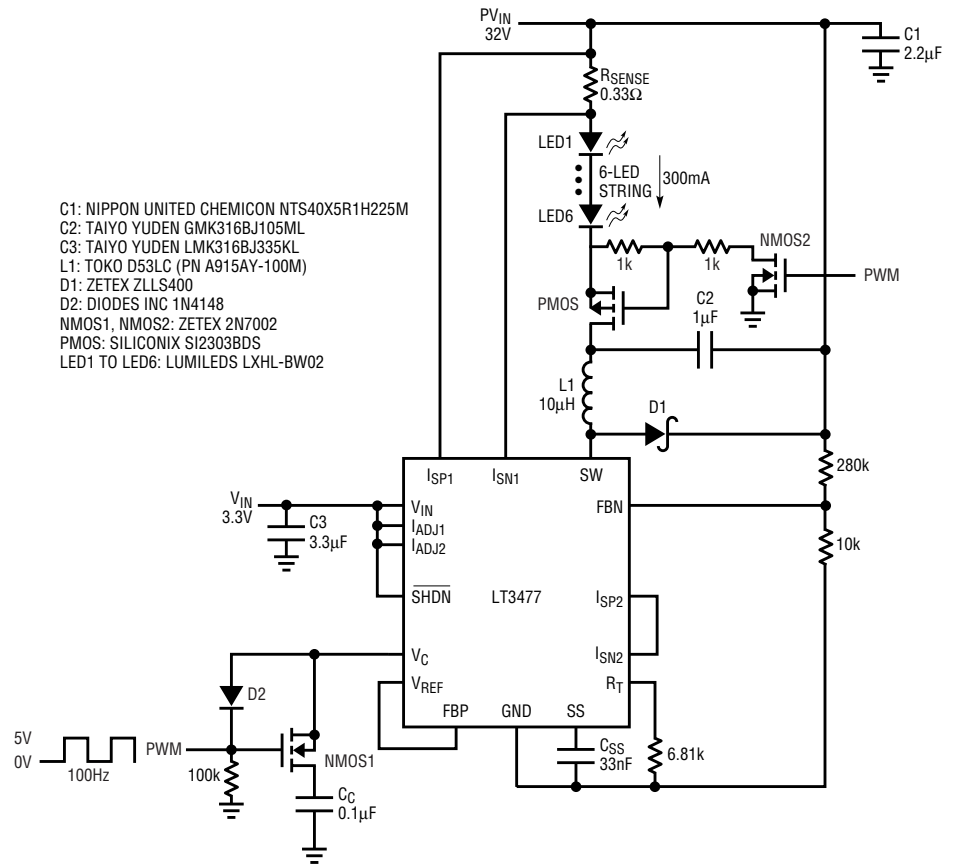 PVIN
32V
C1
2.2µF
RSENSE
0.33Ω
LED1
6-LED
STRING
300mA
LED6
C1: NIPPON UNITED CHEMICON NTS40X5R1H225M
C2: TAIYO YUDEN GMK316BJ105ML
C3: TAIYO YUDEN LMK316BJ335KL
L1: TOKO D53LC (PN A915AY-100M)
D1: ZETEX ZLLS400
D2: DIODES INC 1N4148
NMOS1, NMOS2: ZETEX 2N7002
PMOS: SILICONIX SI2303BDS
LED1 TO LED6: LUMILEDS LXHL-BW02
1k
1k
NMOS2
PWM
PMOS
C2
1µF
L1
10µH
D1
280k
10k
ISP1
ISN1
SW
VIN
3.3V
C3
3.3µF
VIN
IADJ1
IADJ2
SHDN
LT3477
FBN
ISP2
ISN2
RT
VC
VREF
FBP
GND
SS
D2
5V
0V
100Hz
PWM
100k
NMOS1
CC
0.1µF
CSS
33nF
6.81k